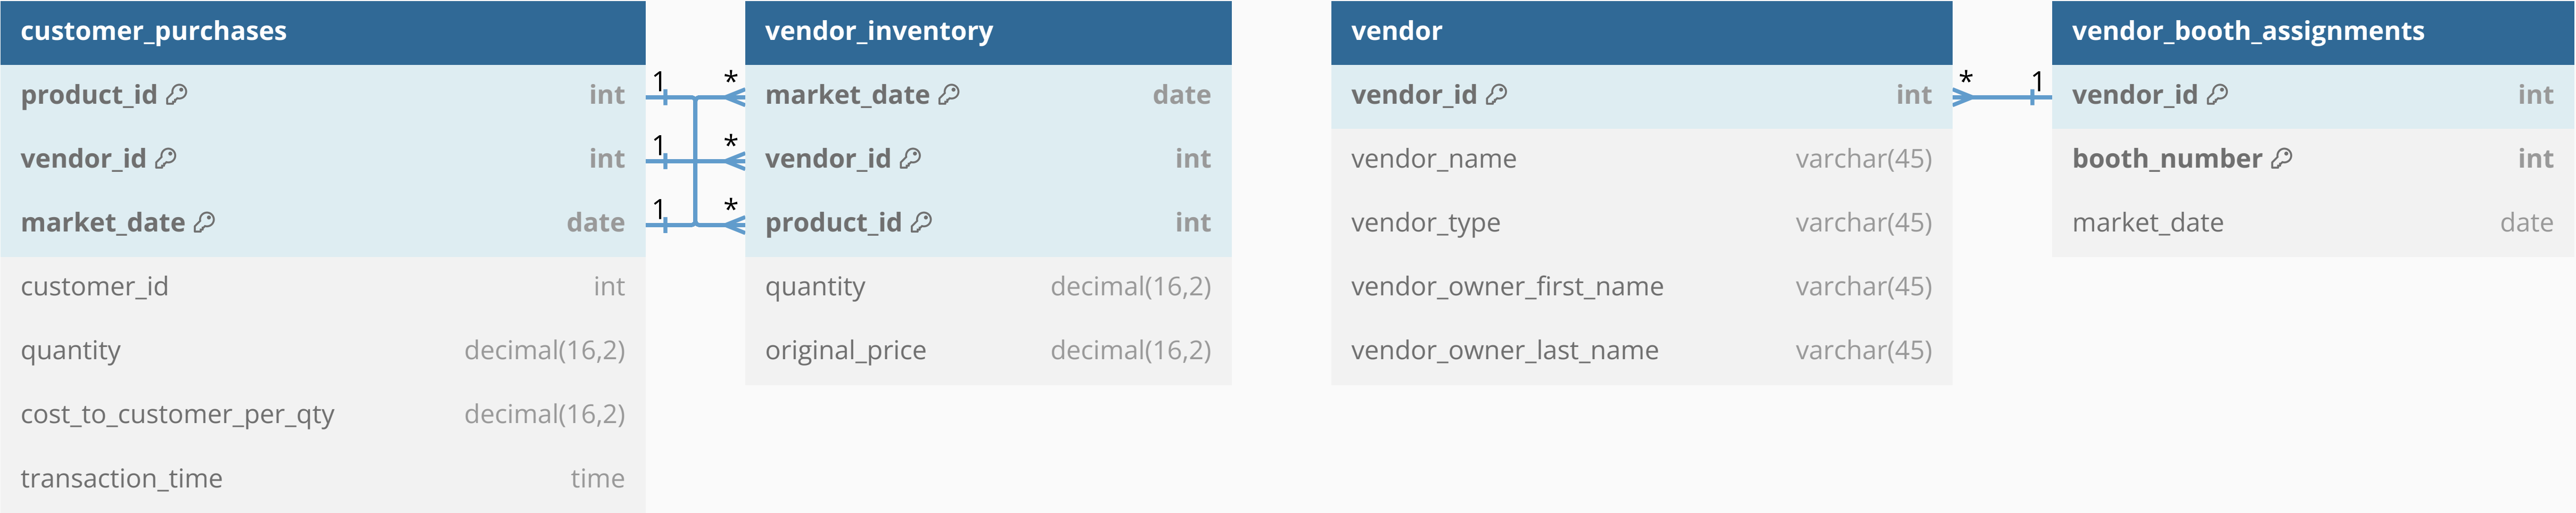 customer_purchases
product_id int
vendor_id int
market_date date
customer_id int
quantity decimal(16,2)
cost_to_customer_per_qty decimal(16,2)
transaction_time time
1 *
1 *
1 *
vendor_inventory
market_date date
vendor_id int
product_id int
quantity decimal(16,2)
original_price decimal(16,2)
vendor
vendor_id int
vendor_name varchar(45)
vendor_type varchar(45)
vendor_owner_first_name varchar(45)
vendor_owner_last_name varchar(45)
* 1
vendor_booth_assignments
vendor_id int
booth_number int
market_date date